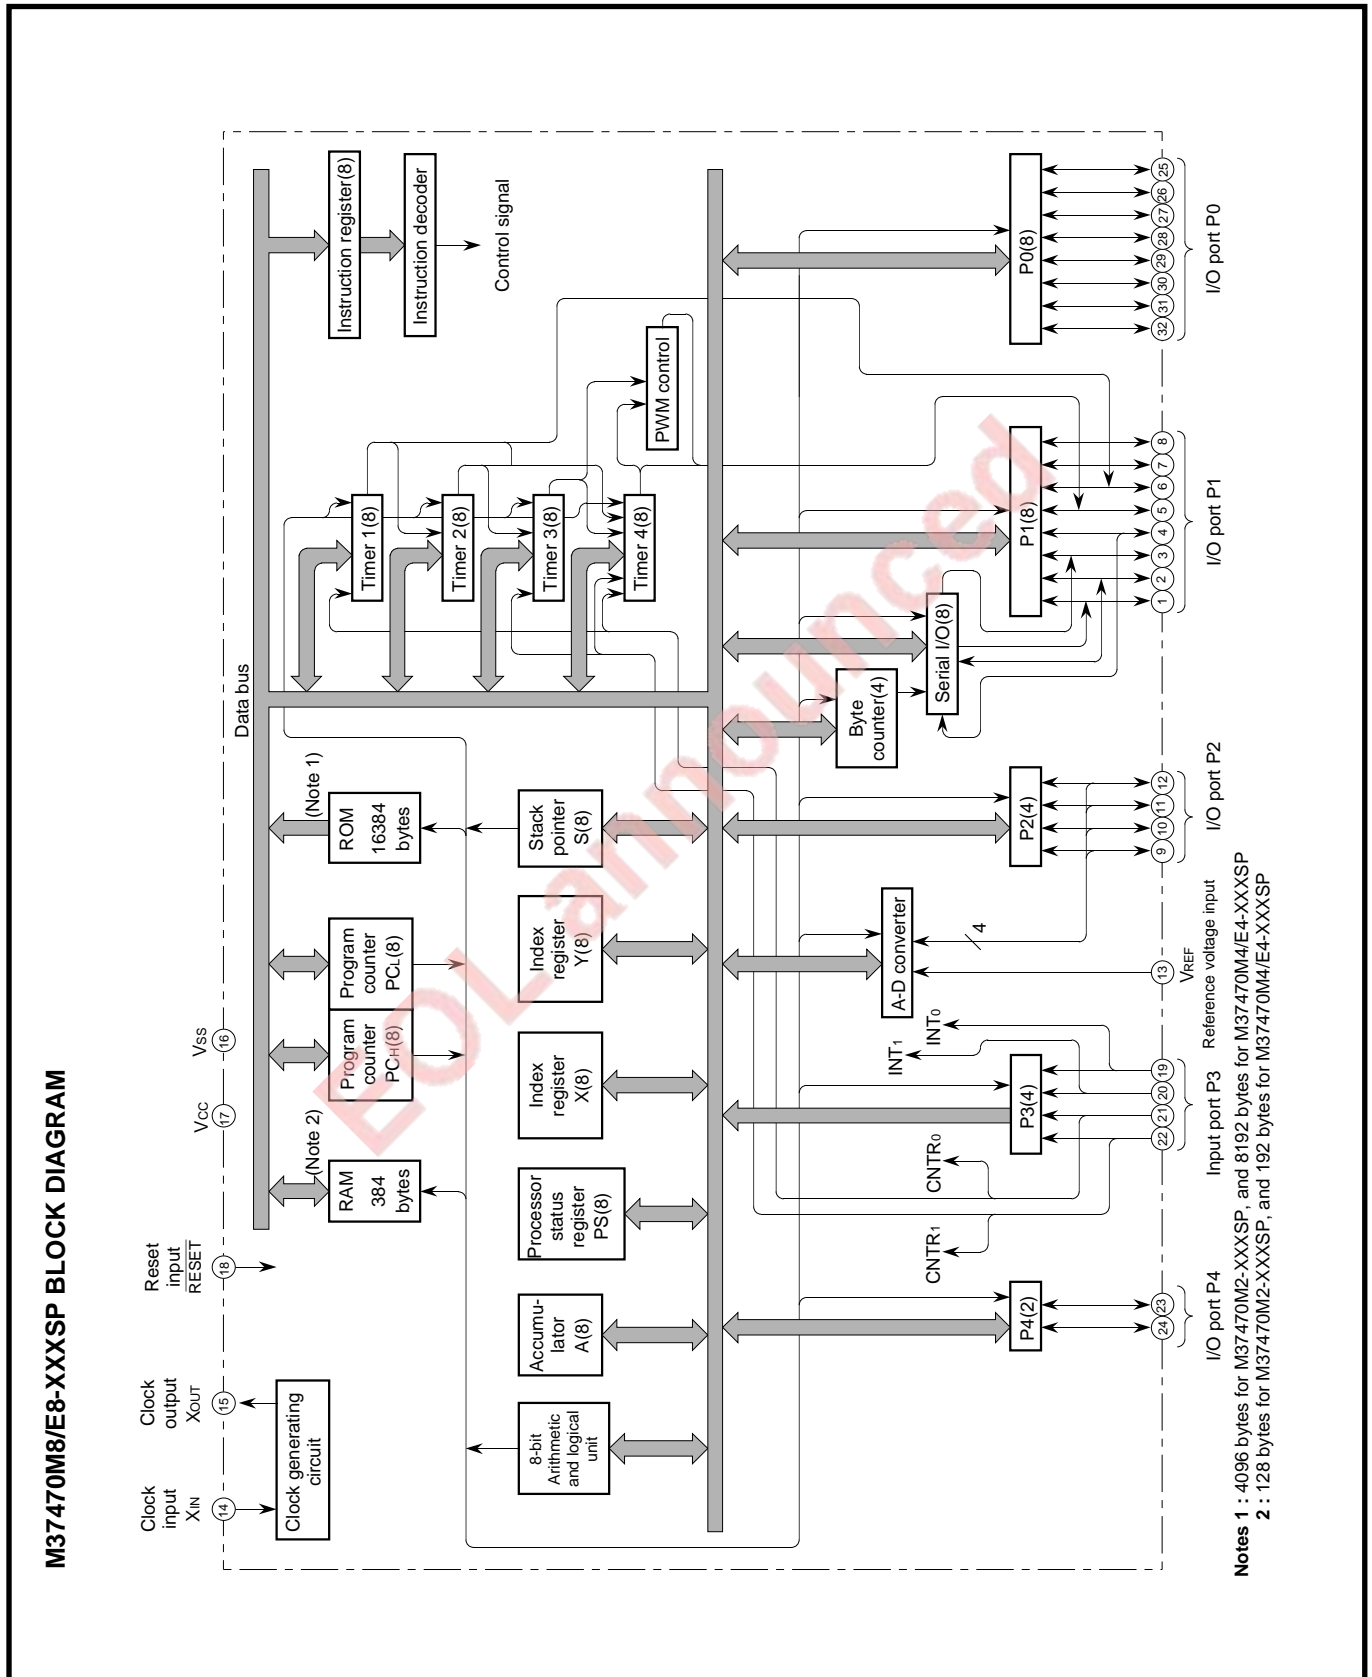 M37470M8/E8-XXXSP BLOCK DIAGRAM
Clock
input
XIN
Clock
output
XOUT
Reset
input
RESET
VCC
VSS
14
15
18
17
16
Data bus
Clock generating
circuit
RAM
384
bytes
(Note 2)
Program
counter
PCH(8)
Program
counter
PCL(8)
ROM
16384
bytes
(Note 1)
Instruction register(8)
Instruction decoder
Control signal
Timer 1(8)
Timer 2(8)
Timer 3(8)
Timer 4(8)
PWM control
8-bit
Arithmetic
and logical
unit
Accumu-
lator
A(8)
Processor
status
register
PS(8)
Index
register
X(8)
Index
register
Y(8)
Stack
pointer
S(8)
Byte
counter(4)
Serial I/O(8)
A-D converter
4
CNTR1
CNTR0
INT1
INT0
P4(2)
P3(4)
P2(4)
P1(8)
P0(8)
24
23
22
21
20
19
13
9
10
11
12
1
2
3
4
5
6
7
8
32
31
30
29
28
27
26
25
VREF
I/O port P4
Input port P3
Reference voltage input
I/O port P2
I/O port P1
I/O port P0
Notes 1 : 4096 bytes for M37470M2-XXXSP, and 8192 bytes for M37470M4/E4-XXXSP
2 : 128 bytes for M37470M2-XXXSP, and 192 bytes for M37470M4/E4-XXXSP
EOL announced